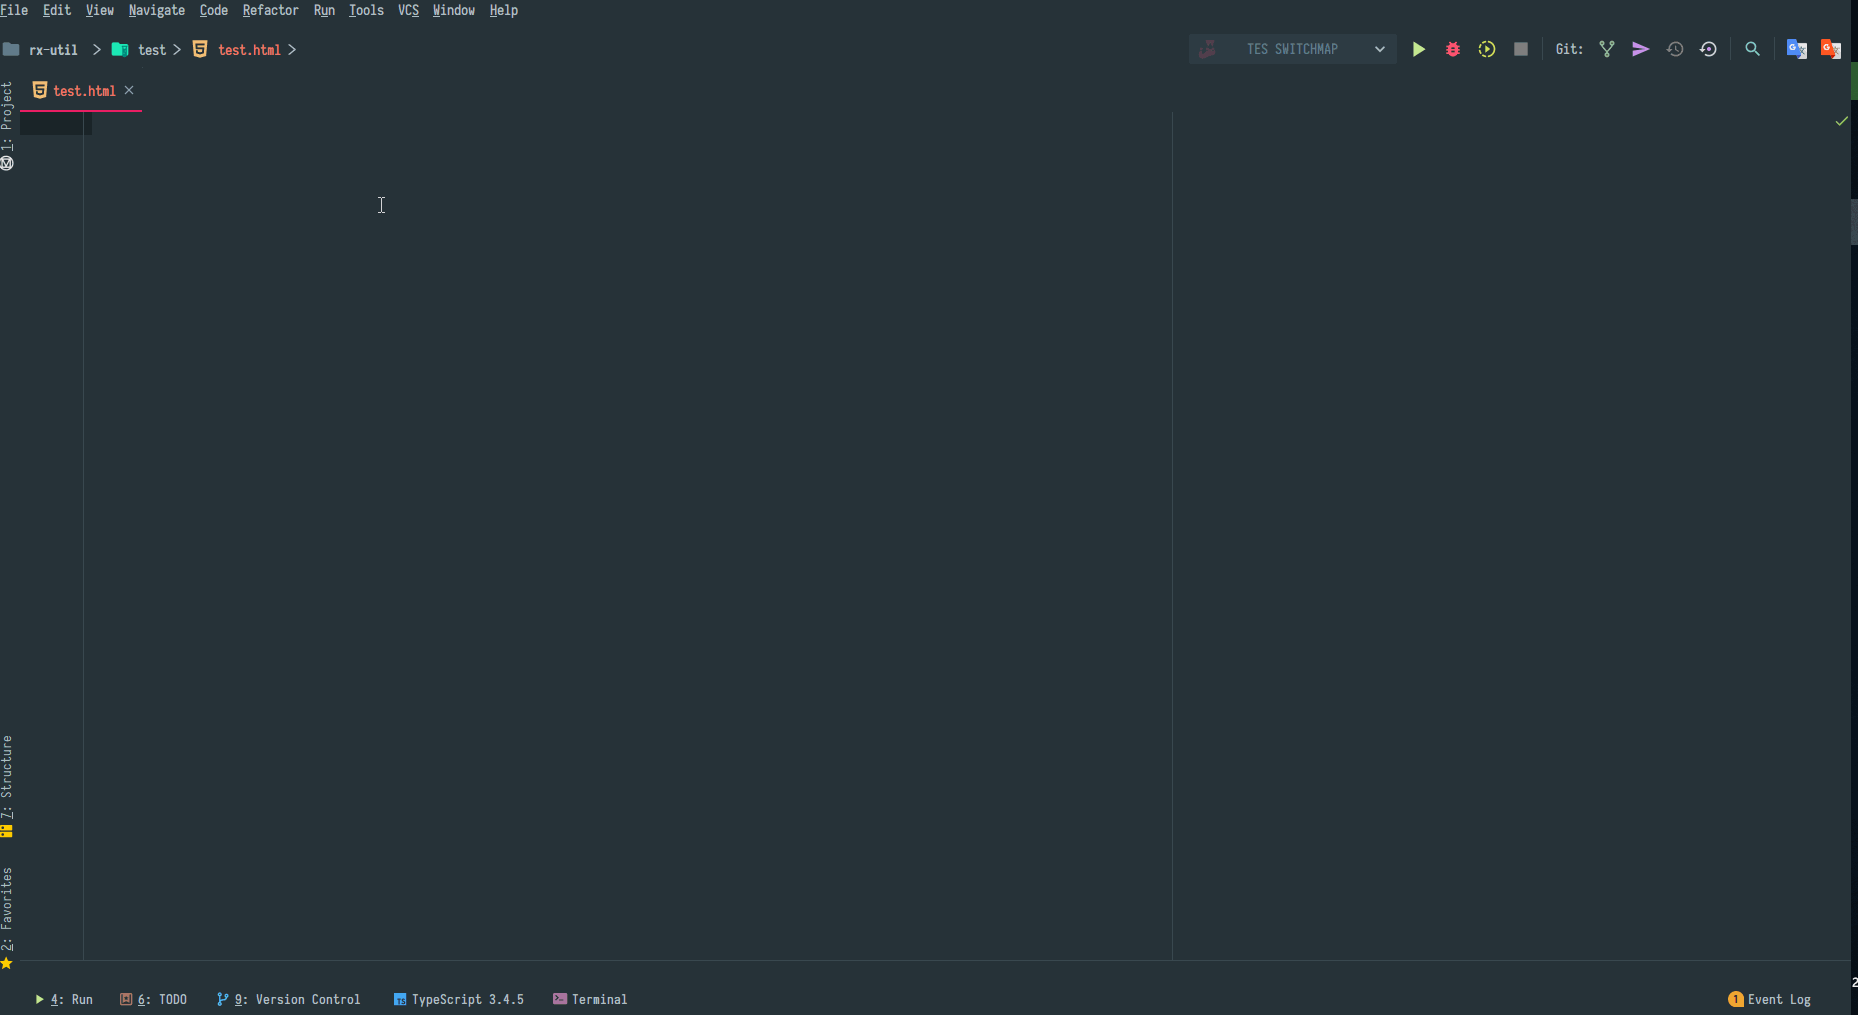 File Edit View Navigate Code Refactor Run Tools VCS Window Help
rx-util > test > test.html >
TES SWITCHMAP
Git:
test.html ×
1: Project
7: Structure
2: Favorites
4: Run 6: TODO 9: Version Control TypeScript 3.4.5 Terminal 1 Event Log
2